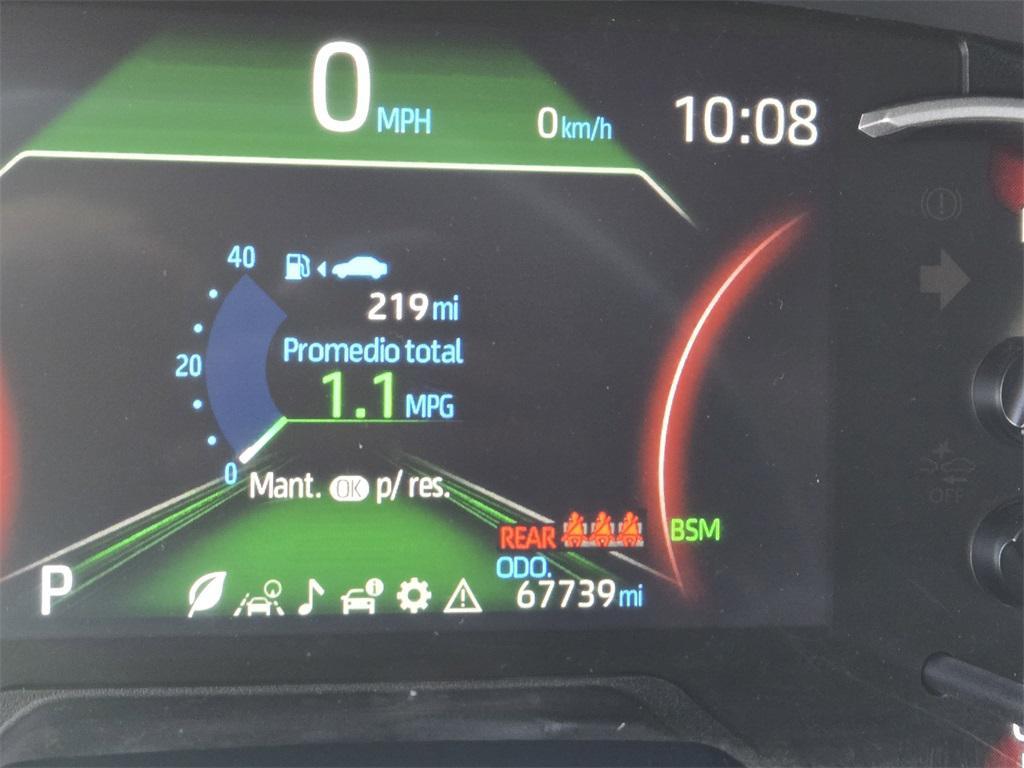 0 MPH
0 km/h
10:08
40
219 mi
Promedio total
20
1.1 MPG
0
Mant. OK p/ res.
REAR
BSM
ODO.
P
67739 mi
OFF